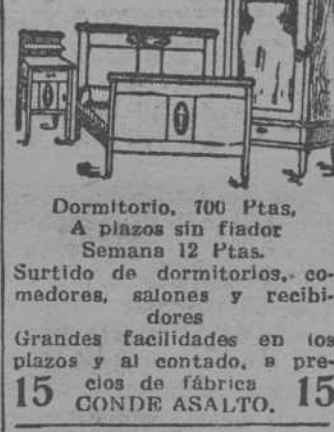 Dormitorio, 700 Ptas,
A plazos sin fiador
Semana 12 Ptas.
Surtido de dormitorios, co-
medores, salones y recibi-
dores
Grandes facilidades en los
plazos y al contado, a pre-
15 cios de fábrica 15
CONDE ASALTO,